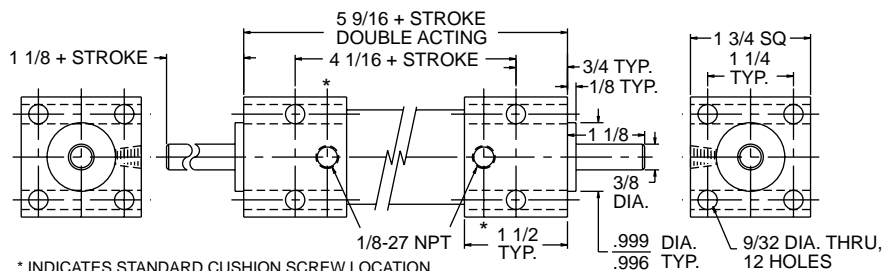 5 9/16 + STROKE
DOUBLE ACTING
1 1/8 + STROKE
4 1/16 + STROKE
*
3/4 TYP.
1/8 TYP.
1 3/4 SQ
1 1/4
TYP.
1 1/8
3/8
DIA.
1/8-27 NPT
*
1 1/2
TYP.
.999 DIA.
.996 TYP.
9/32 DIA. THRU,
12 HOLES
* INDICATES STANDARD CUSHION SCREW LOCATION